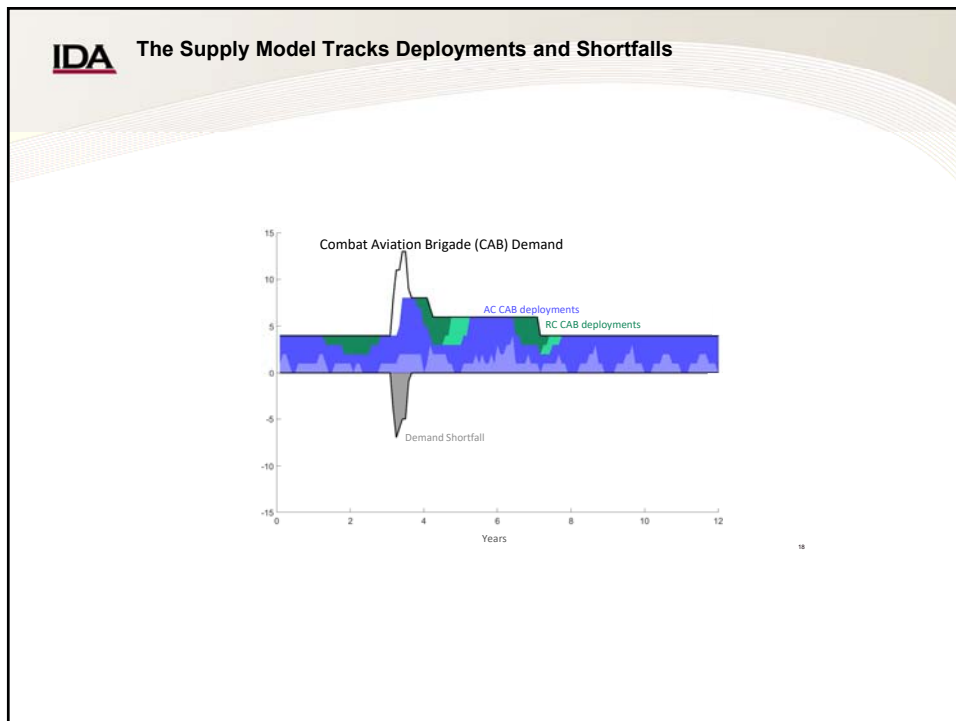 IDA
The Supply Model Tracks Deployments and Shortfalls
Combat Aviation Brigade (CAB) Demand
AC CAB deployments
RC CAB deployments
Demand Shortfall
15
10
5
0
-5
-10
-15
0 2 4 6 8 10 12
Years
18